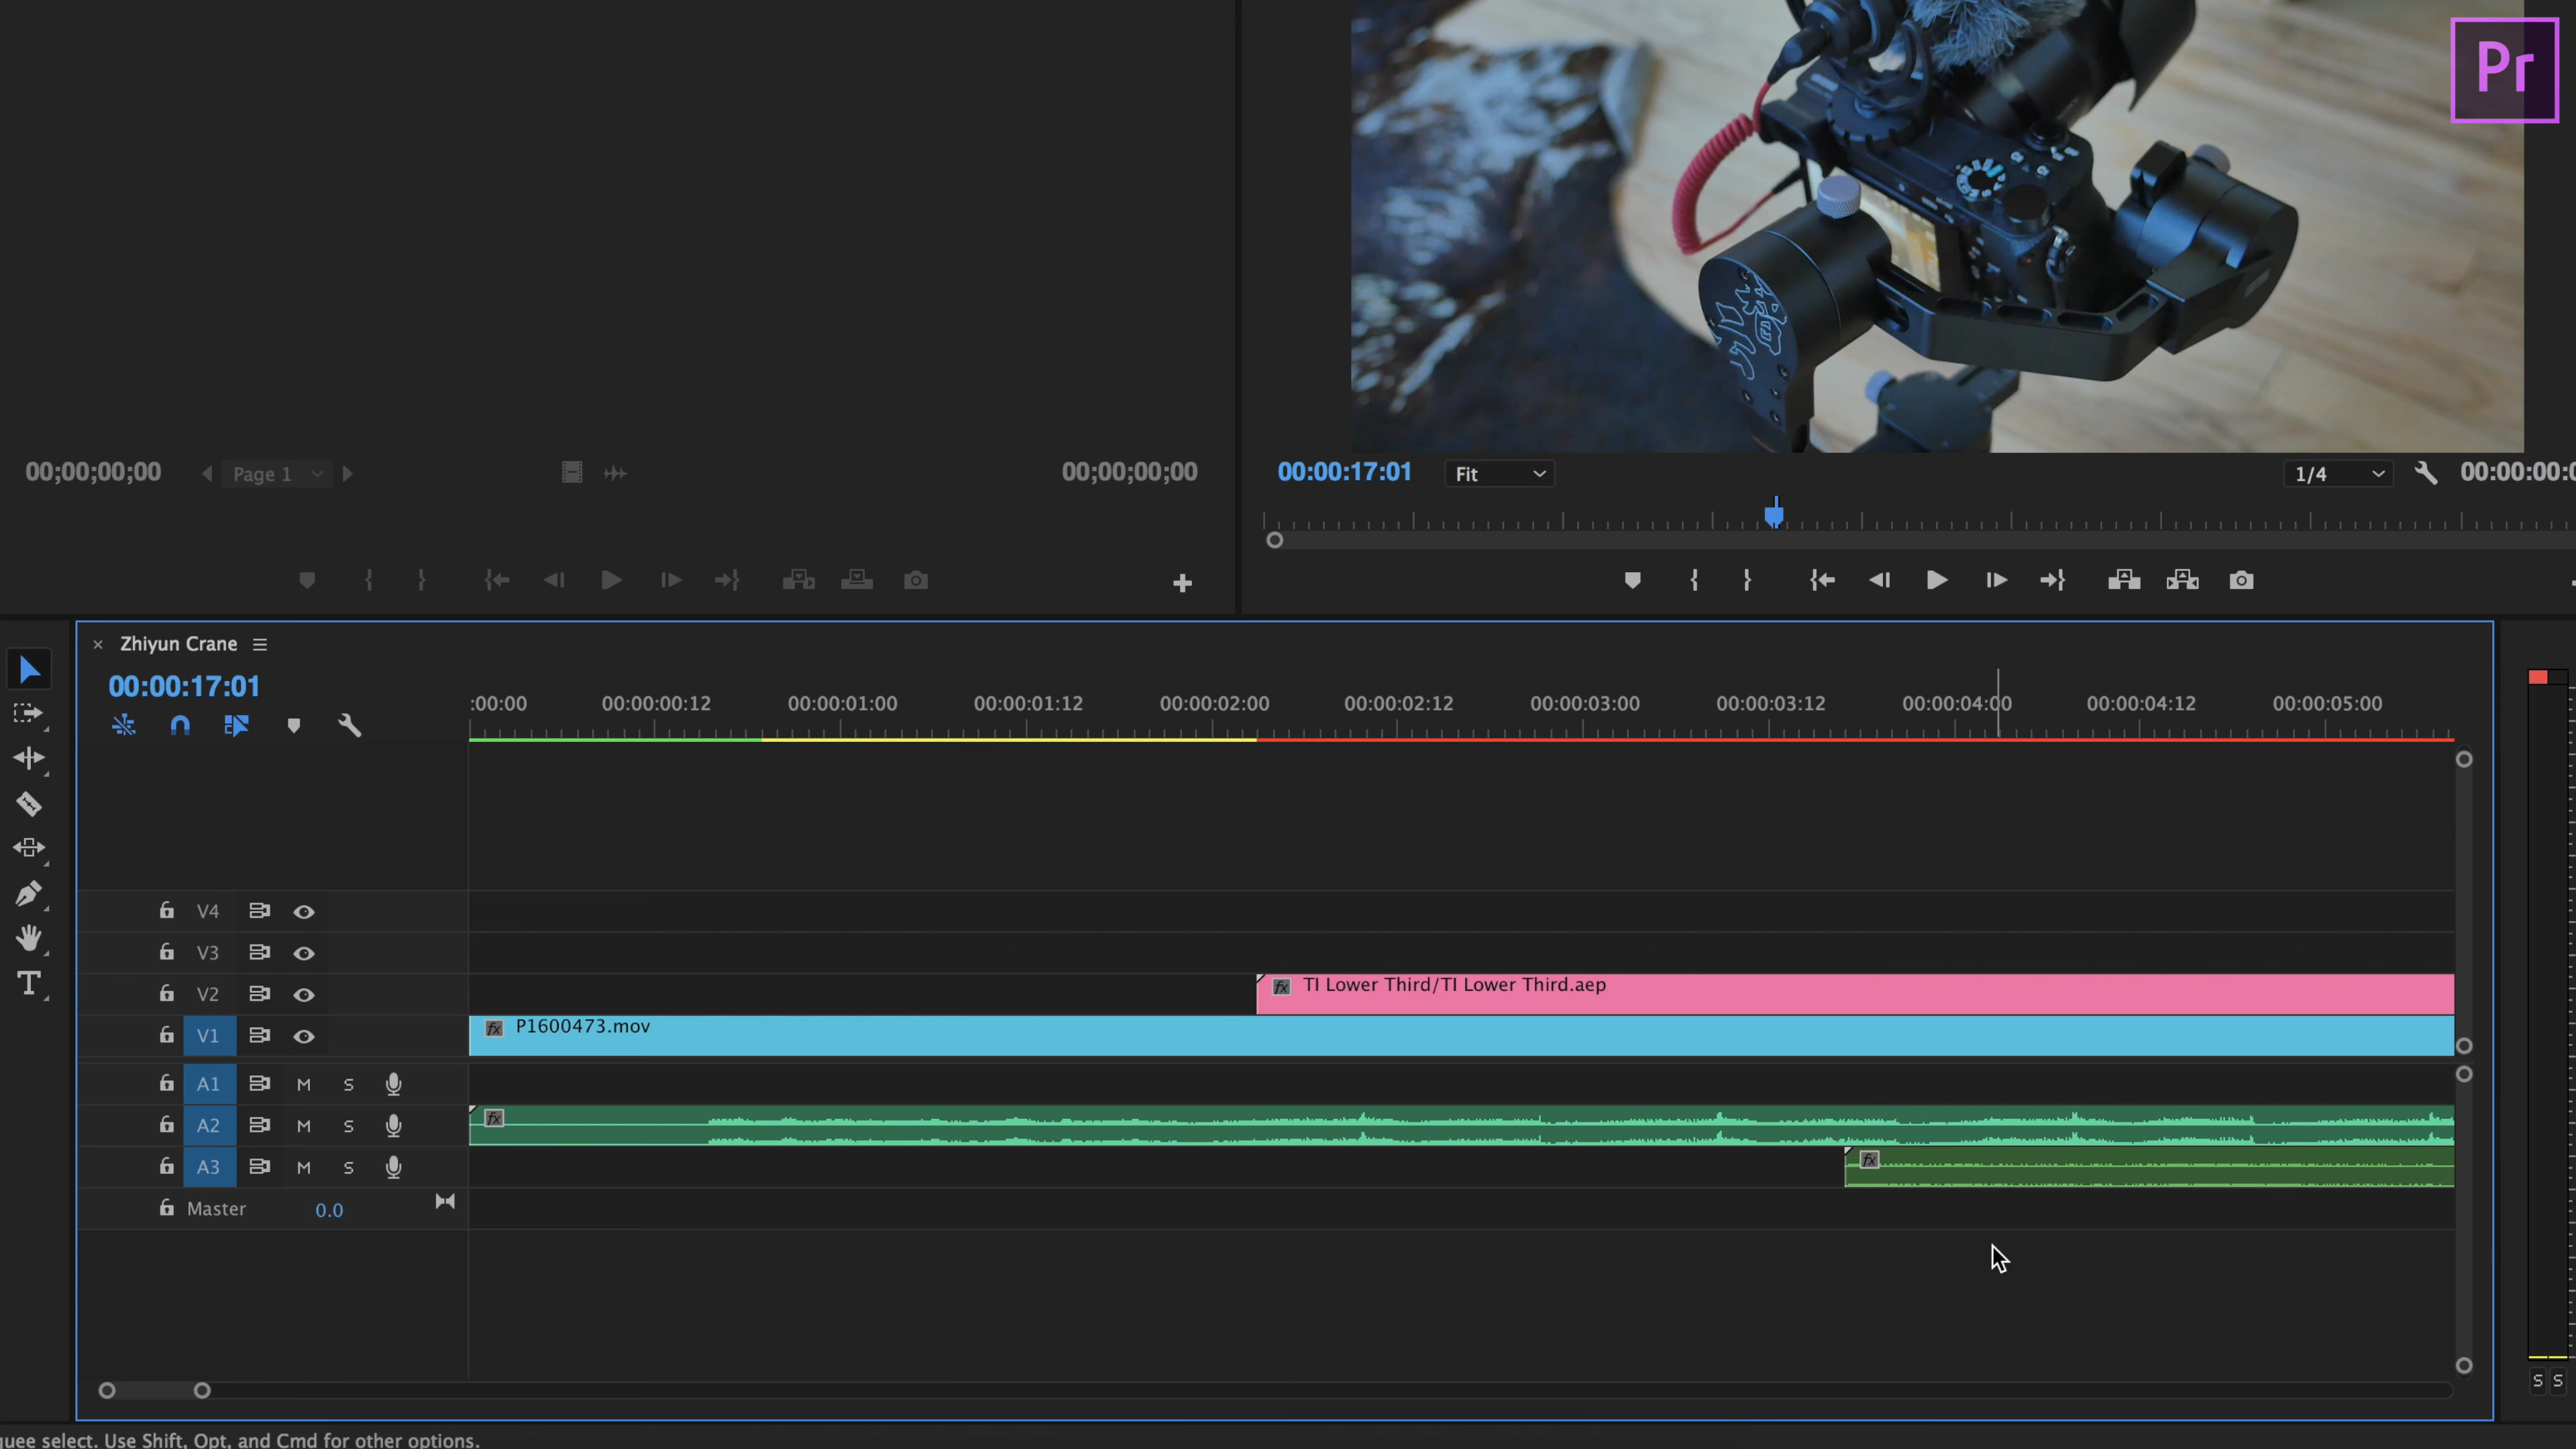 Pr
00;00;00;00 Page 1 00;00;00;00
00:00:17:01 Fit 1/4 00:00:00:0
× Zhiyun Crane
00:00:17:01
:00:00 00:00:00:12 00:00:01:00 00:00:01:12 00:00:02:00 00:00:02:12 00:00:03:00 00:00:03:12 00:00:04:00 00:00:04:12 00:00:05:00
V4
V3
V2 fx TI Lower Third/TI Lower Third.aep
V1 fx P1600473.mov
A1 M S
A2 M S fx
A3 M S fx
Master 0.0
S S
quee select. Use Shift, Opt, and Cmd for other options.